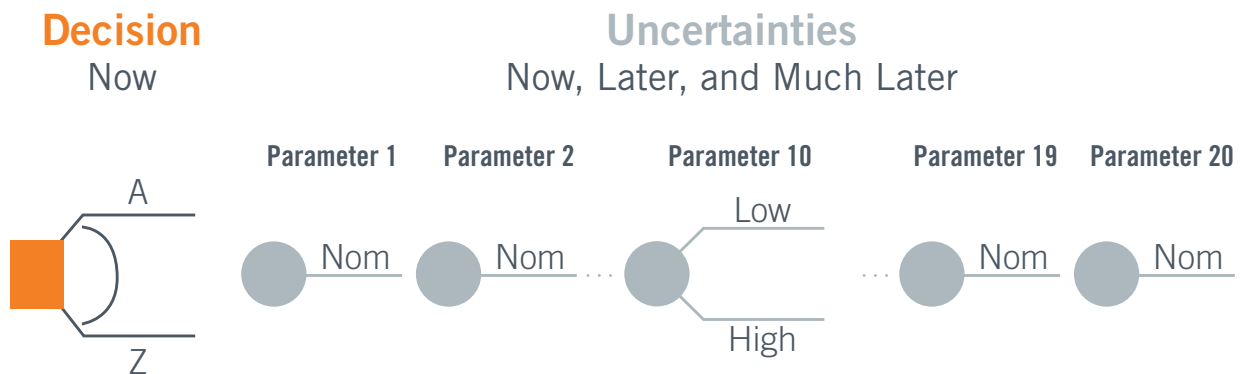 Decision
Now
Uncertainties
Now, Later, and Much Later
Parameter 1
Parameter 2
Parameter 10
Parameter 19
Parameter 20
A
Z
Nom
Nom
...
Low
High
...
Nom
Nom